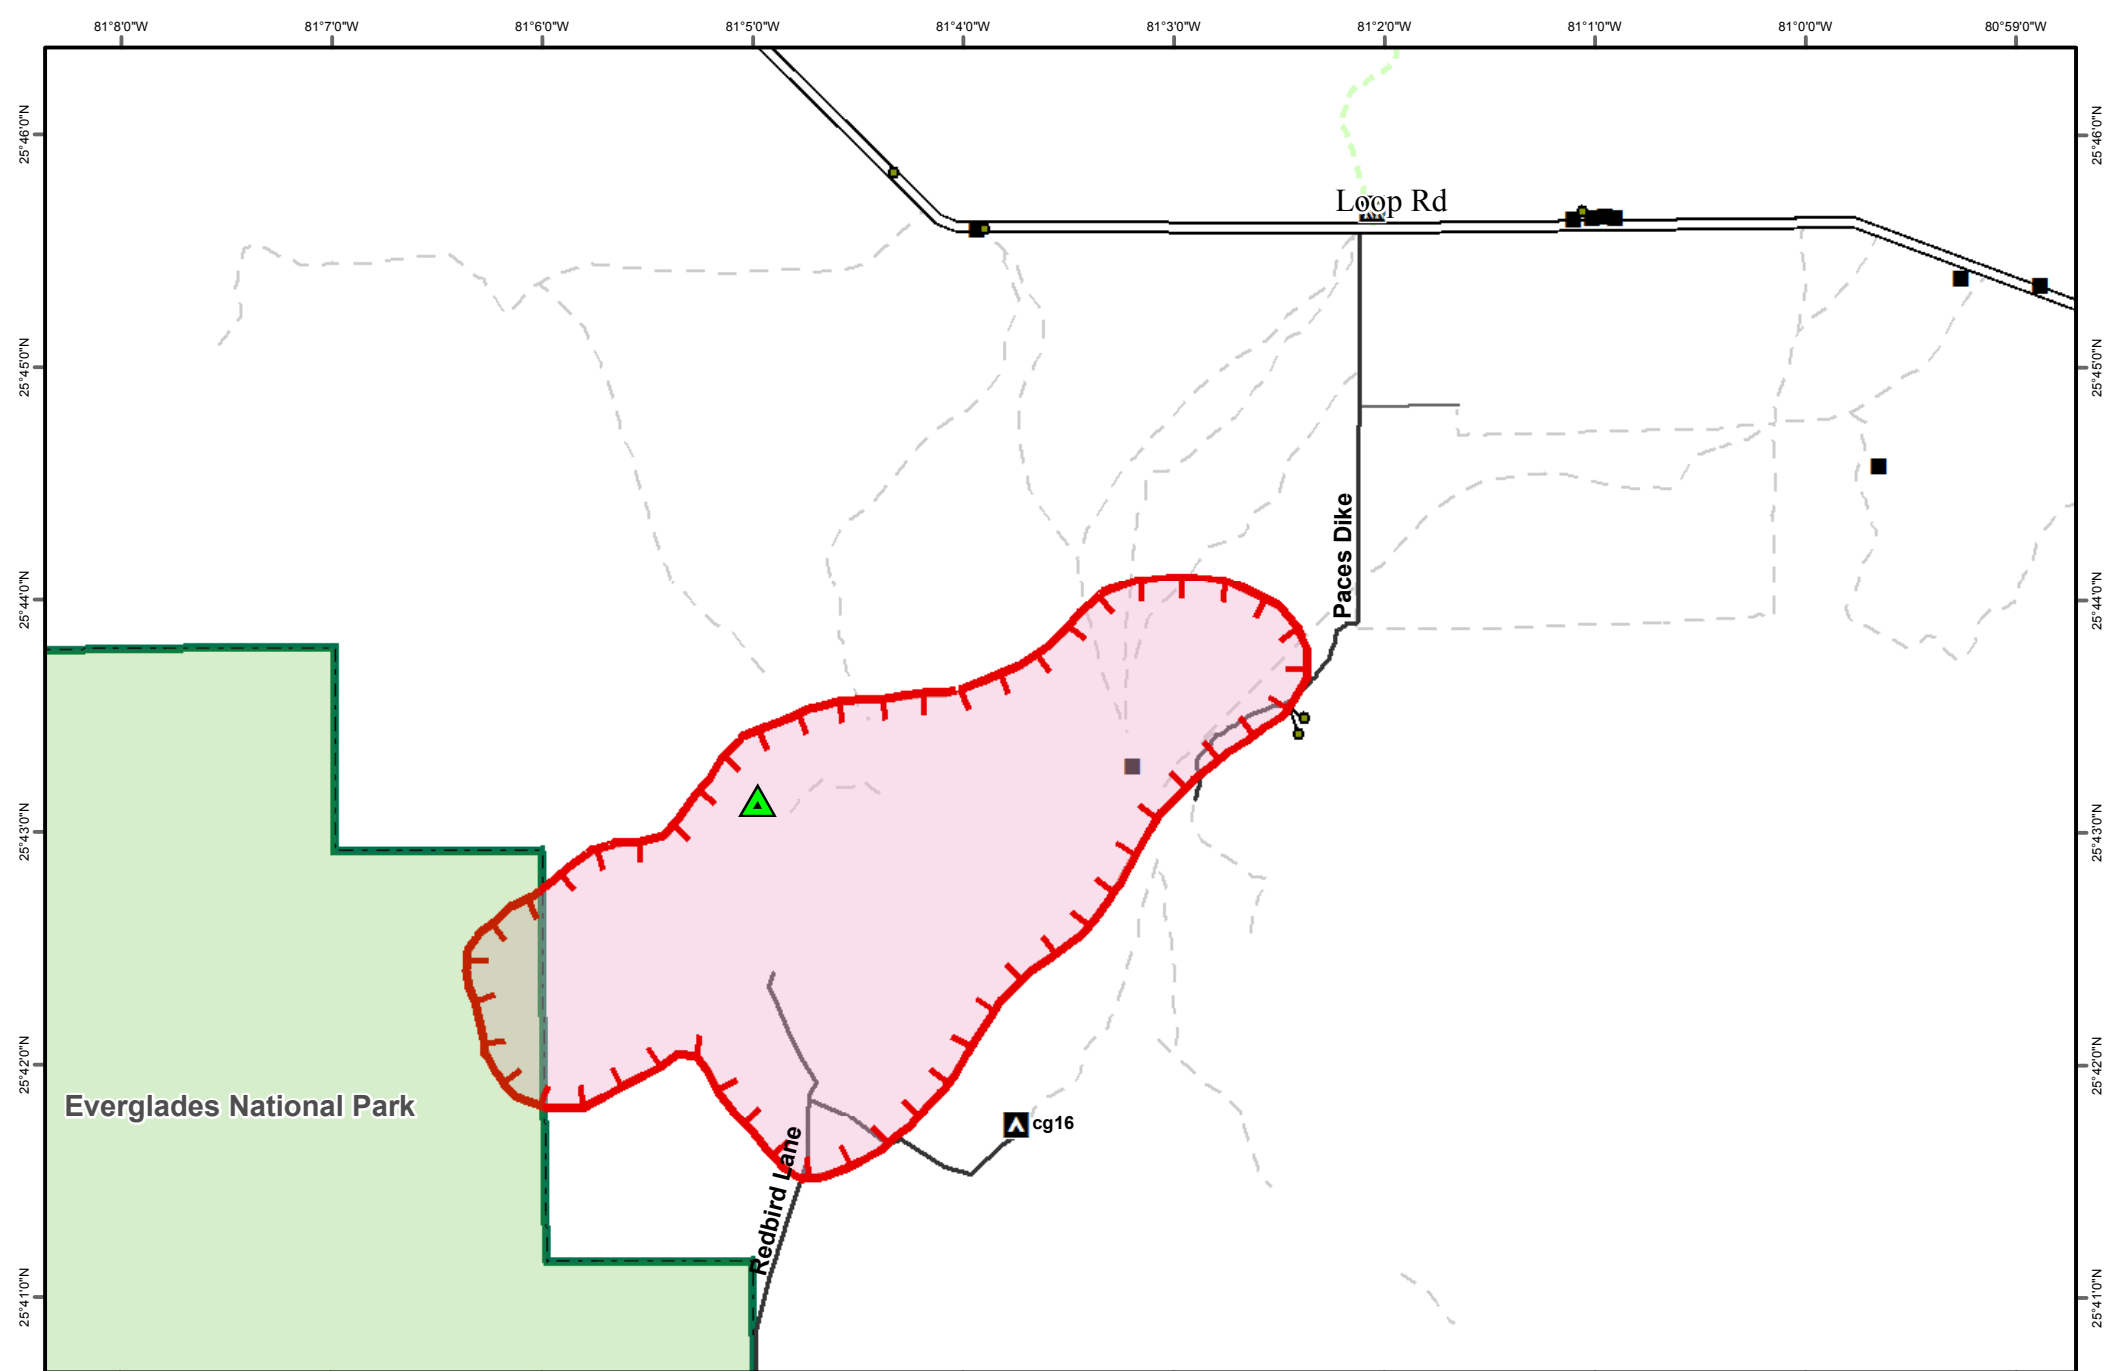 81°8'0"W 81°7'0"W 81°6'0"W 81°5'0"W 81°4'0"W 81°3'0"W 81°2'0"W 81°1'0"W 81°0'0"W 80°59'0"W
25°46'0"N 25°46'0"N
Loop Rd
25°45'0"N 25°45'0"N
Paces Dike
25°44'0"N 25°44'0"N
25°43'0"N 25°43'0"N
25°42'0"N 25°42'0"N
Everglades National Park
cg16
Redbird Lane
25°41'0"N 25°41'0"N